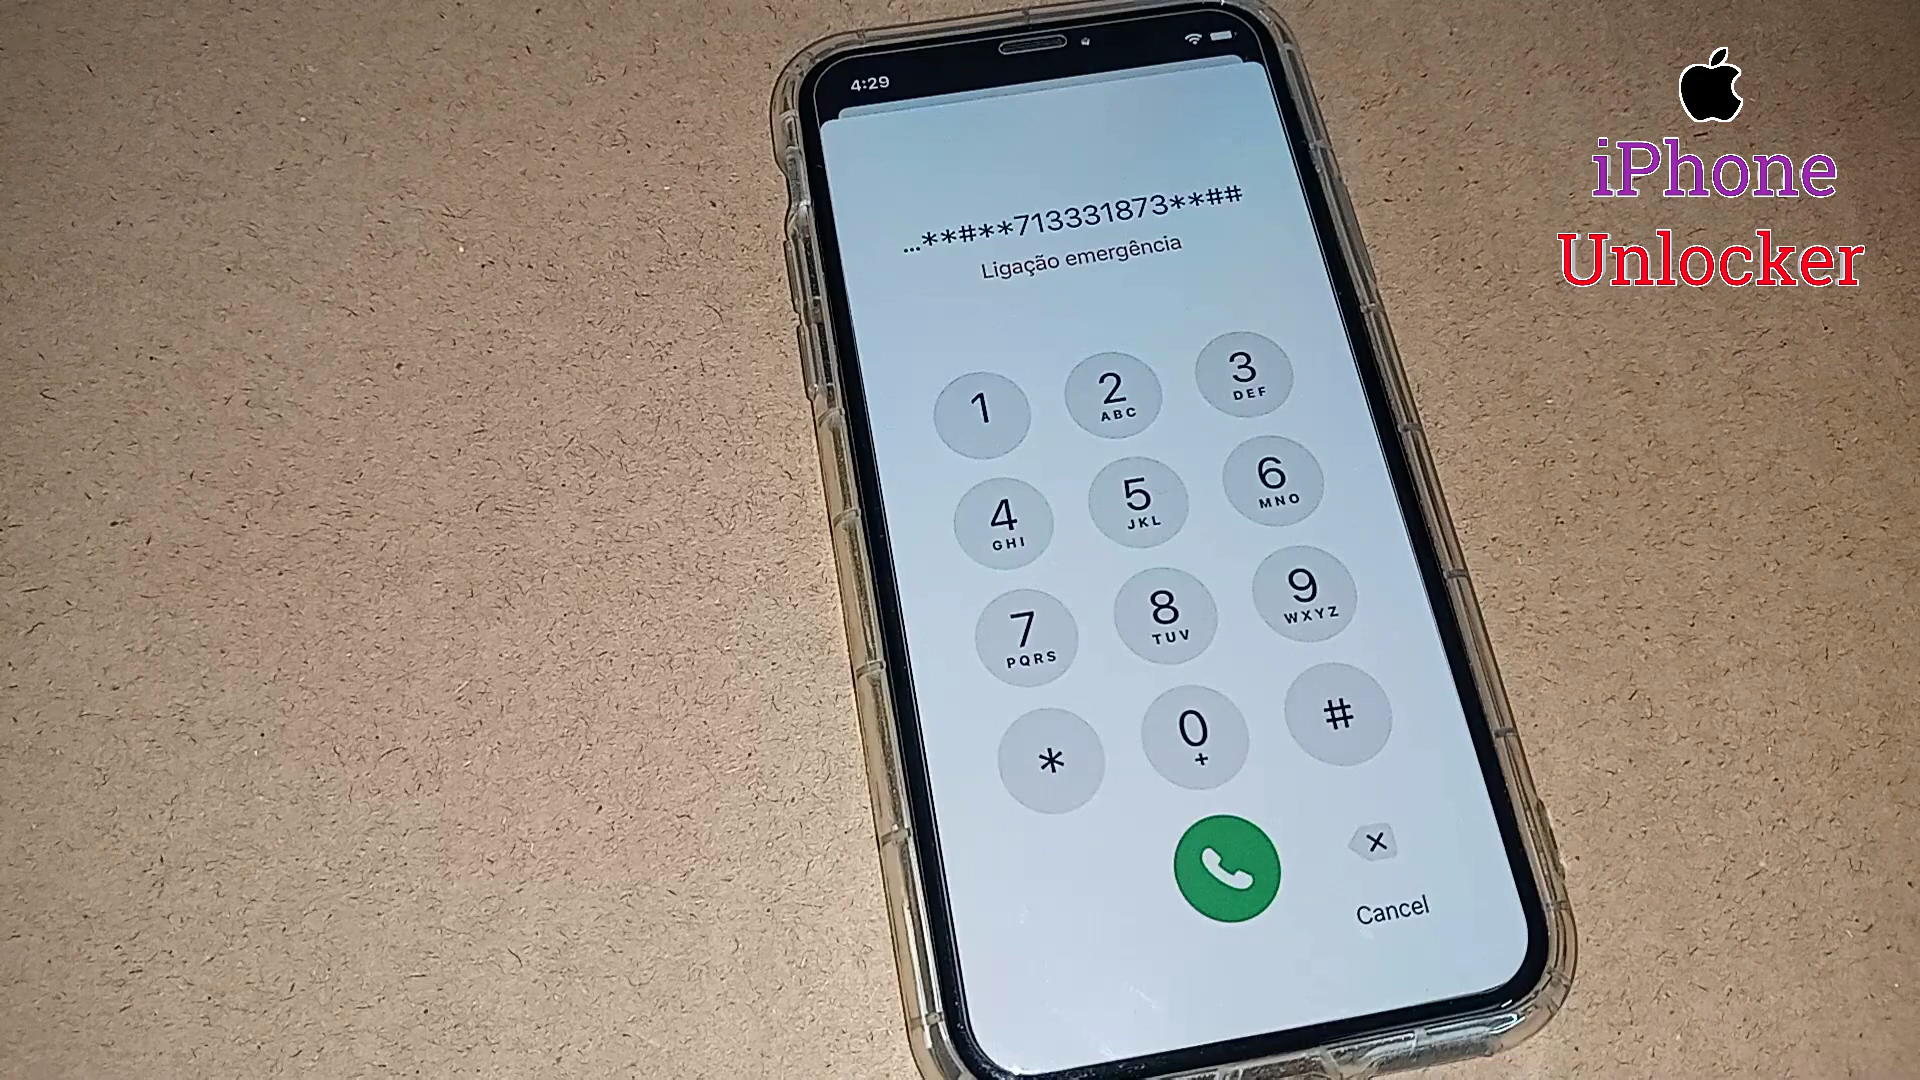 4:29
...**#**713331873**##
Ligação emergência
1
2
ABC
3
DEF
4
GHI
5
JKL
6
MNO
7
PQRS
8
TUV
9
WXYZ
*
0
+
#
Cancel
iPhone
Unlocker